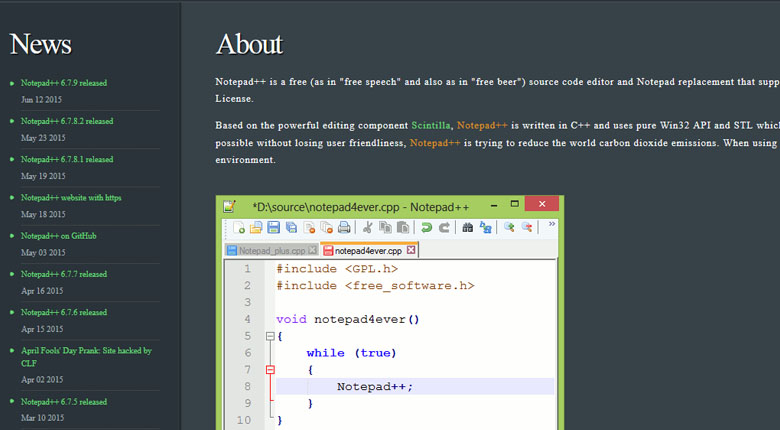 News
Notepad++ 6.7.9 released
Jun 12 2015
Notepad++ 6.7.8.2 released
May 23 2015
Notepad++ 6.7.8.1 released
May 19 2015
Notepad++ website with https
May 18 2015
Notepad++ on GitHub
May 03 2015
Notepad++ 6.7.7 released
Apr 16 2015
Notepad++ 6.7.6 released
Apr 15 2015
April Fools' Day Prank: Site hacked by
CLF
Apr 02 2015
Notepad++ 6.7.5 released
Mar 10 2015
About
Notepad++ is a free (as in "free speech" and also as in "free beer") source code editor and Notepad replacement that supp
License.
Based on the powerful editing component Scintilla, Notepad++ is written in C++ and uses pure Win32 API and STL which
possible without losing user friendliness, Notepad++ is trying to reduce the world carbon dioxide emissions. When using
environment.
*D:\source\notepad4ever.cpp - Notepad++
Notepad_plus.cpp notepad4ever.cpp
1 #include <GPL.h>
2 #include <free_software.h>
3
4 void notepad4ever()
5 {
6 while (true)
7 {
8 Notepad++;
9 }
10 }